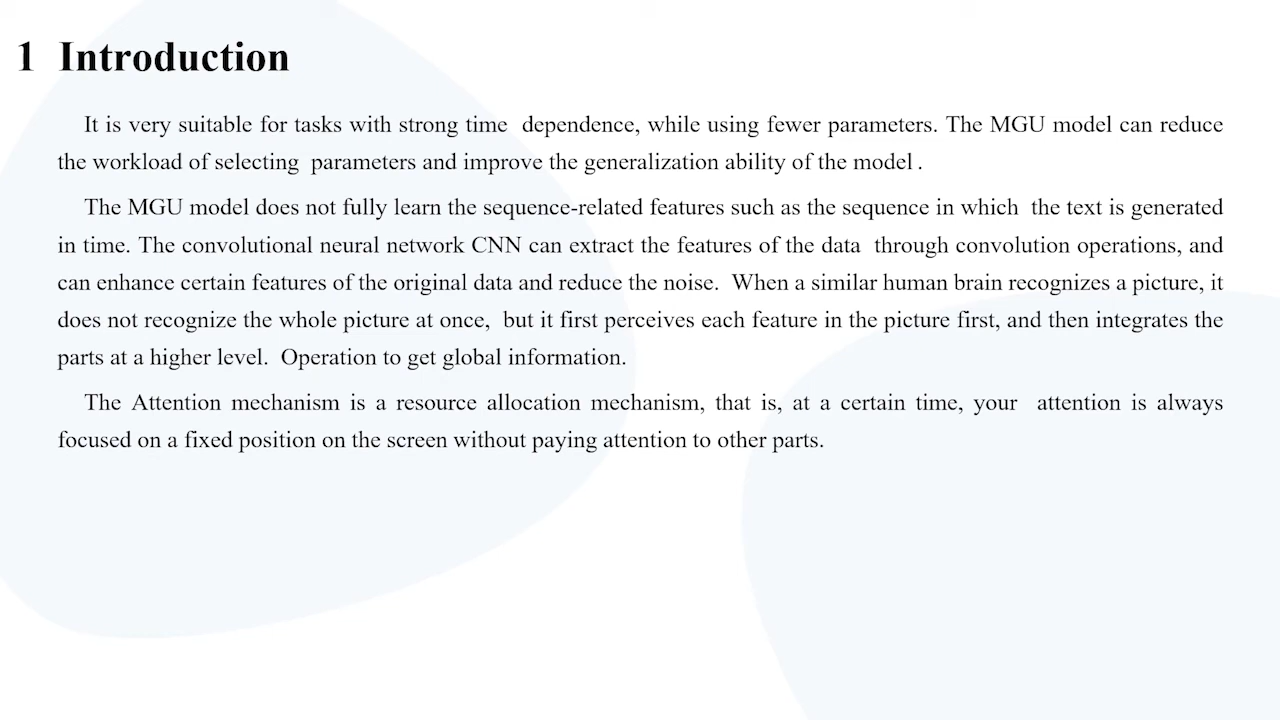 1 Introduction
It is very suitable for tasks with strong time dependence, while using fewer parameters. The MGU model can reduce
the workload of selecting parameters and improve the generalization ability of the model .
The MGU model does not fully learn the sequence-related features such as the sequence in which the text is generated
in time. The convolutional neural network CNN can extract the features of the data through convolution operations, and
can enhance certain features of the original data and reduce the noise. When a similar human brain recognizes a picture, it
does not recognize the whole picture at once, but it first perceives each feature in the picture first, and then integrates the
parts at a higher level. Operation to get global information.
The Attention mechanism is a resource allocation mechanism, that is, at a certain time, your attention is always
focused on a fixed position on the screen without paying attention to other parts.